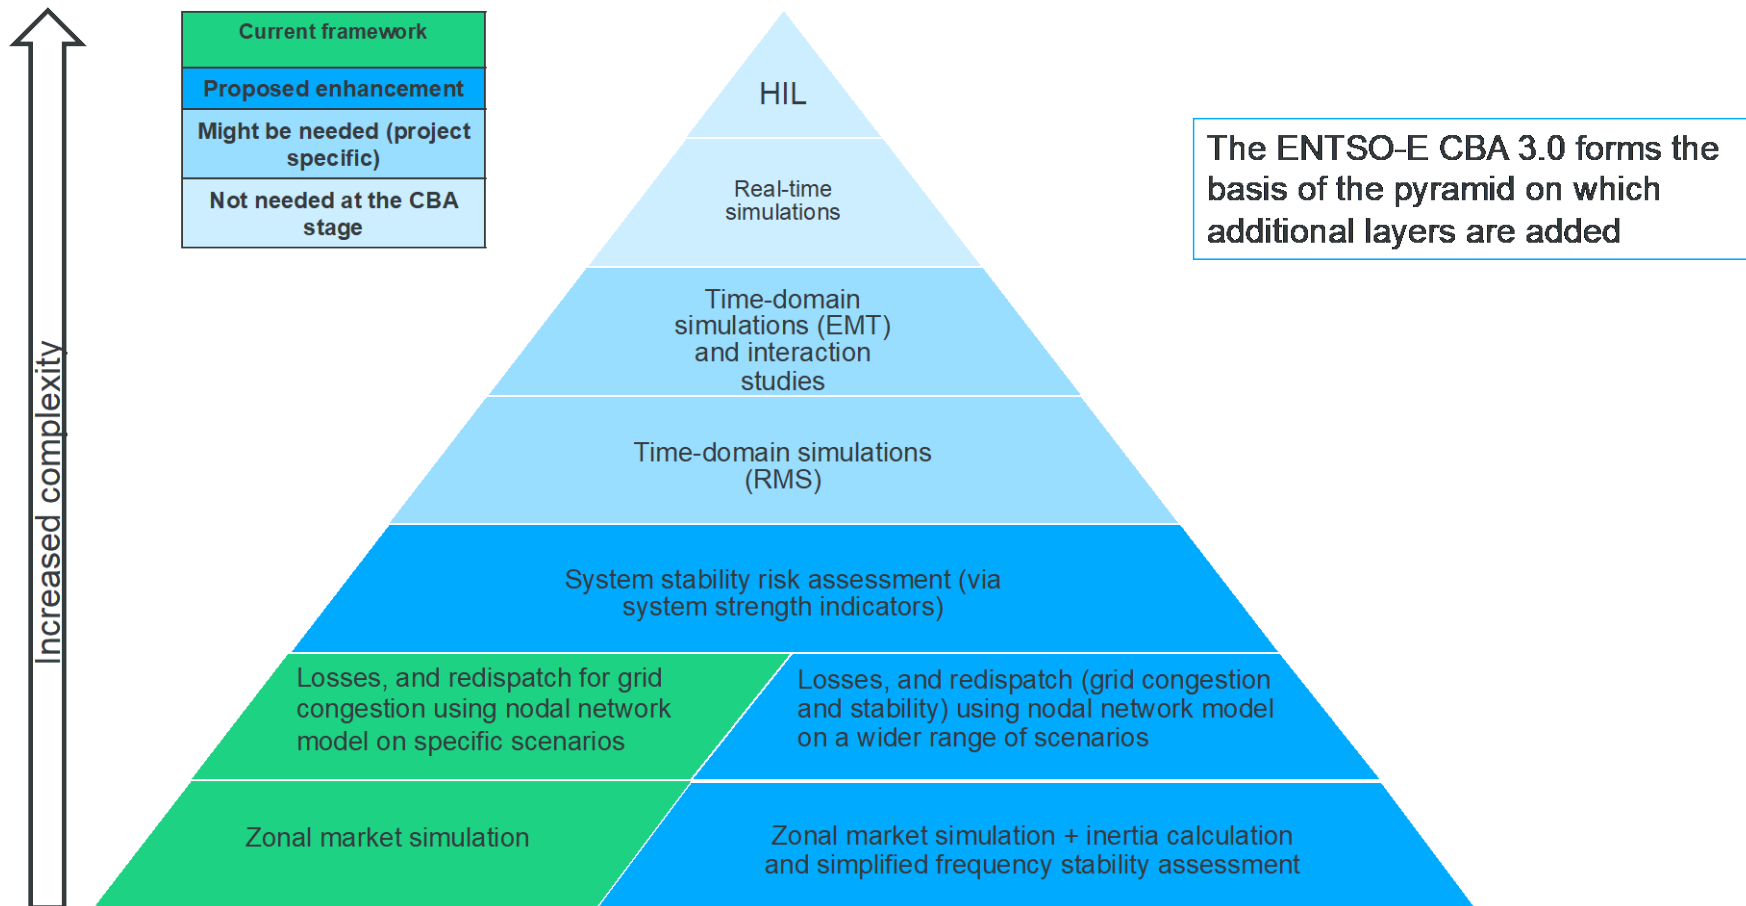 Current framework
Proposed enhancement
Might be needed (project
specific)
Not needed at the CBA
stage
Increased complexity
HIL
Real-time
simulations
Time-domain
simulations (EMT)
and interaction
studies
Time-domain simulations
(RMS)
System stability risk assessment (via
system strength indicators)
Losses, and redispatch for grid
congestion using nodal network
model on specific scenarios
Losses, and redispatch (grid congestion
and stability) using nodal network model
on a wider range of scenarios
Zonal market simulation
Zonal market simulation + inertia calculation
and simplified frequency stability assessment
The ENTSO-E CBA 3.0 forms the
basis of the pyramid on which
additional layers are added